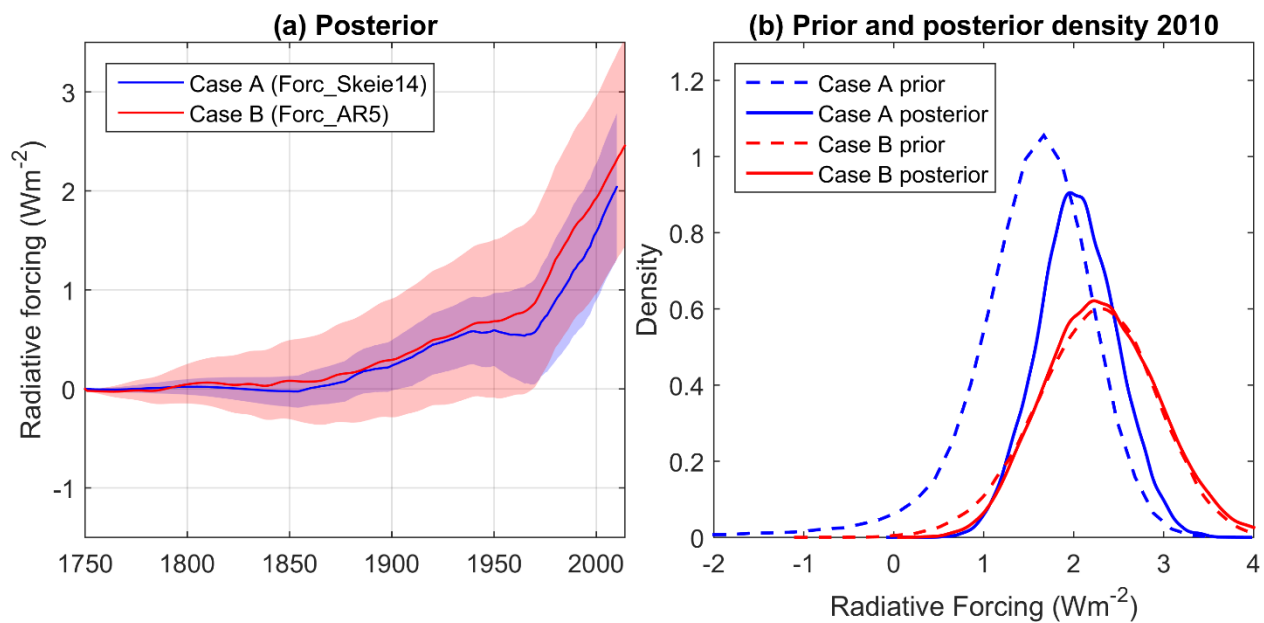 (a) Posterior
Radiative forcing (Wm-2)
3
2
1
0
-1
1750 1800 1850 1900 1950 2000
Case A (Forc_Skeie14)
Case B (Forc_AR5)
(b) Prior and posterior density 2010
Density
1.2
1
0.8
0.6
0.4
0.2
0
-2 -1 0 1 2 3 4
Radiative Forcing (Wm-2)
Case A prior
Case A posterior
Case B prior
Case B posterior